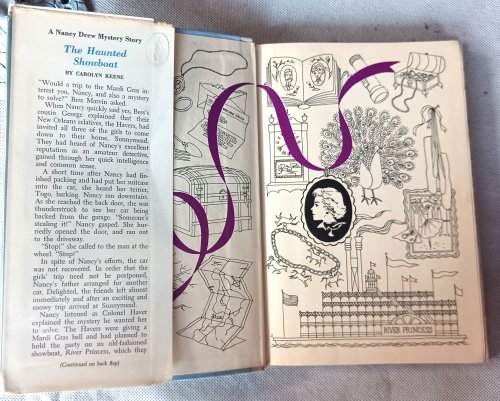 A Nancy Drew Mystery Story
The Haunted
Showboat
BY CAROLYN KEENE
"Would a trip to the Mardi Gras in-
terest you, Nancy, and also a mystery
to solve?" Bess Marvin asked.
When Nancy quickly said yes, Bess's
cousin George explained that their
New Orleans relatives, the Havers, had
invited all three of the girls to come
down to their home, Sunnymead.
They had heard of Nancy's excellent
reputation as an amateur detective,
gained through her quick intelligence
and common sense.
A short time after Nancy had fin-
ished packing and had put her suitcase
into the car, she heard her terrier,
Togo, barking. Nancy ran downstairs.
As she reached the back door, she was
thunderstruck to see her car being
backed from the garage. "Someone's
stealing it!" Nancy gasped. She hur-
riedly opened the door, and ran out
to the driveway.
"Stop!" she called to the man at the
wheel. "Stop!"
In spite of Nancy's efforts, the car
was not recovered. In order that the
girls' trip need not be postponed,
Nancy's father arranged for another
car. Delighted, the friends left almost
immediately and after an exciting and
snowy trip arrived at Sunnymead.
Nancy listened as Colonel Haver
explained the mystery he wanted her
to solve. The Havers were giving a
Mardi Gras ball and had planned to
hold the party on an old-fashioned
showboat, River Princess, which they
(Continued on back flap)
RIVER PRINCESS